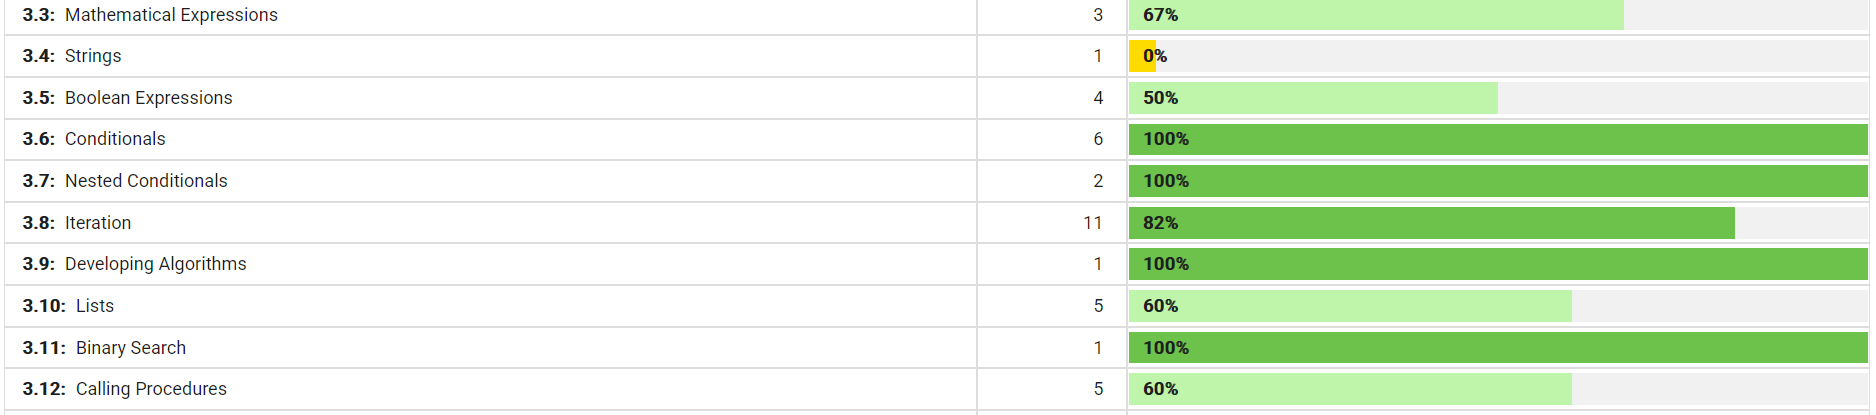 3.3: Mathematical Expressions 3 67%
3.4: Strings 1 0%
3.5: Boolean Expressions 4 50%
3.6: Conditionals 6 100%
3.7: Nested Conditionals 2 100%
3.8: Iteration 11 82%
3.9: Developing Algorithms 1 100%
3.10: Lists 5 60%
3.11: Binary Search 1 100%
3.12: Calling Procedures 5 60%